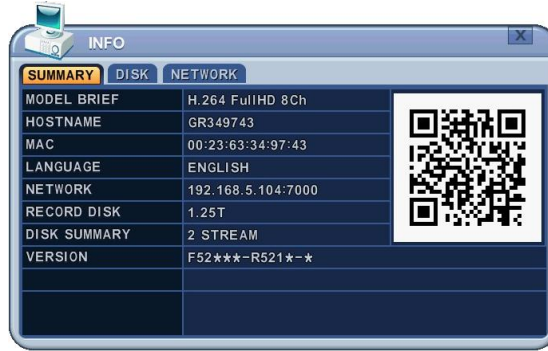 INFO
X
SUMMARY DISK NETWORK
MODEL BRIEF H.264 FullHD 8Ch
HOSTNAME GR349743
MAC 00:23:63:34:97:43
LANGUAGE ENGLISH
NETWORK 192.168.5.104:7000
RECORD DISK 1.25T
DISK SUMMARY 2 STREAM
VERSION F52***-R521*-*